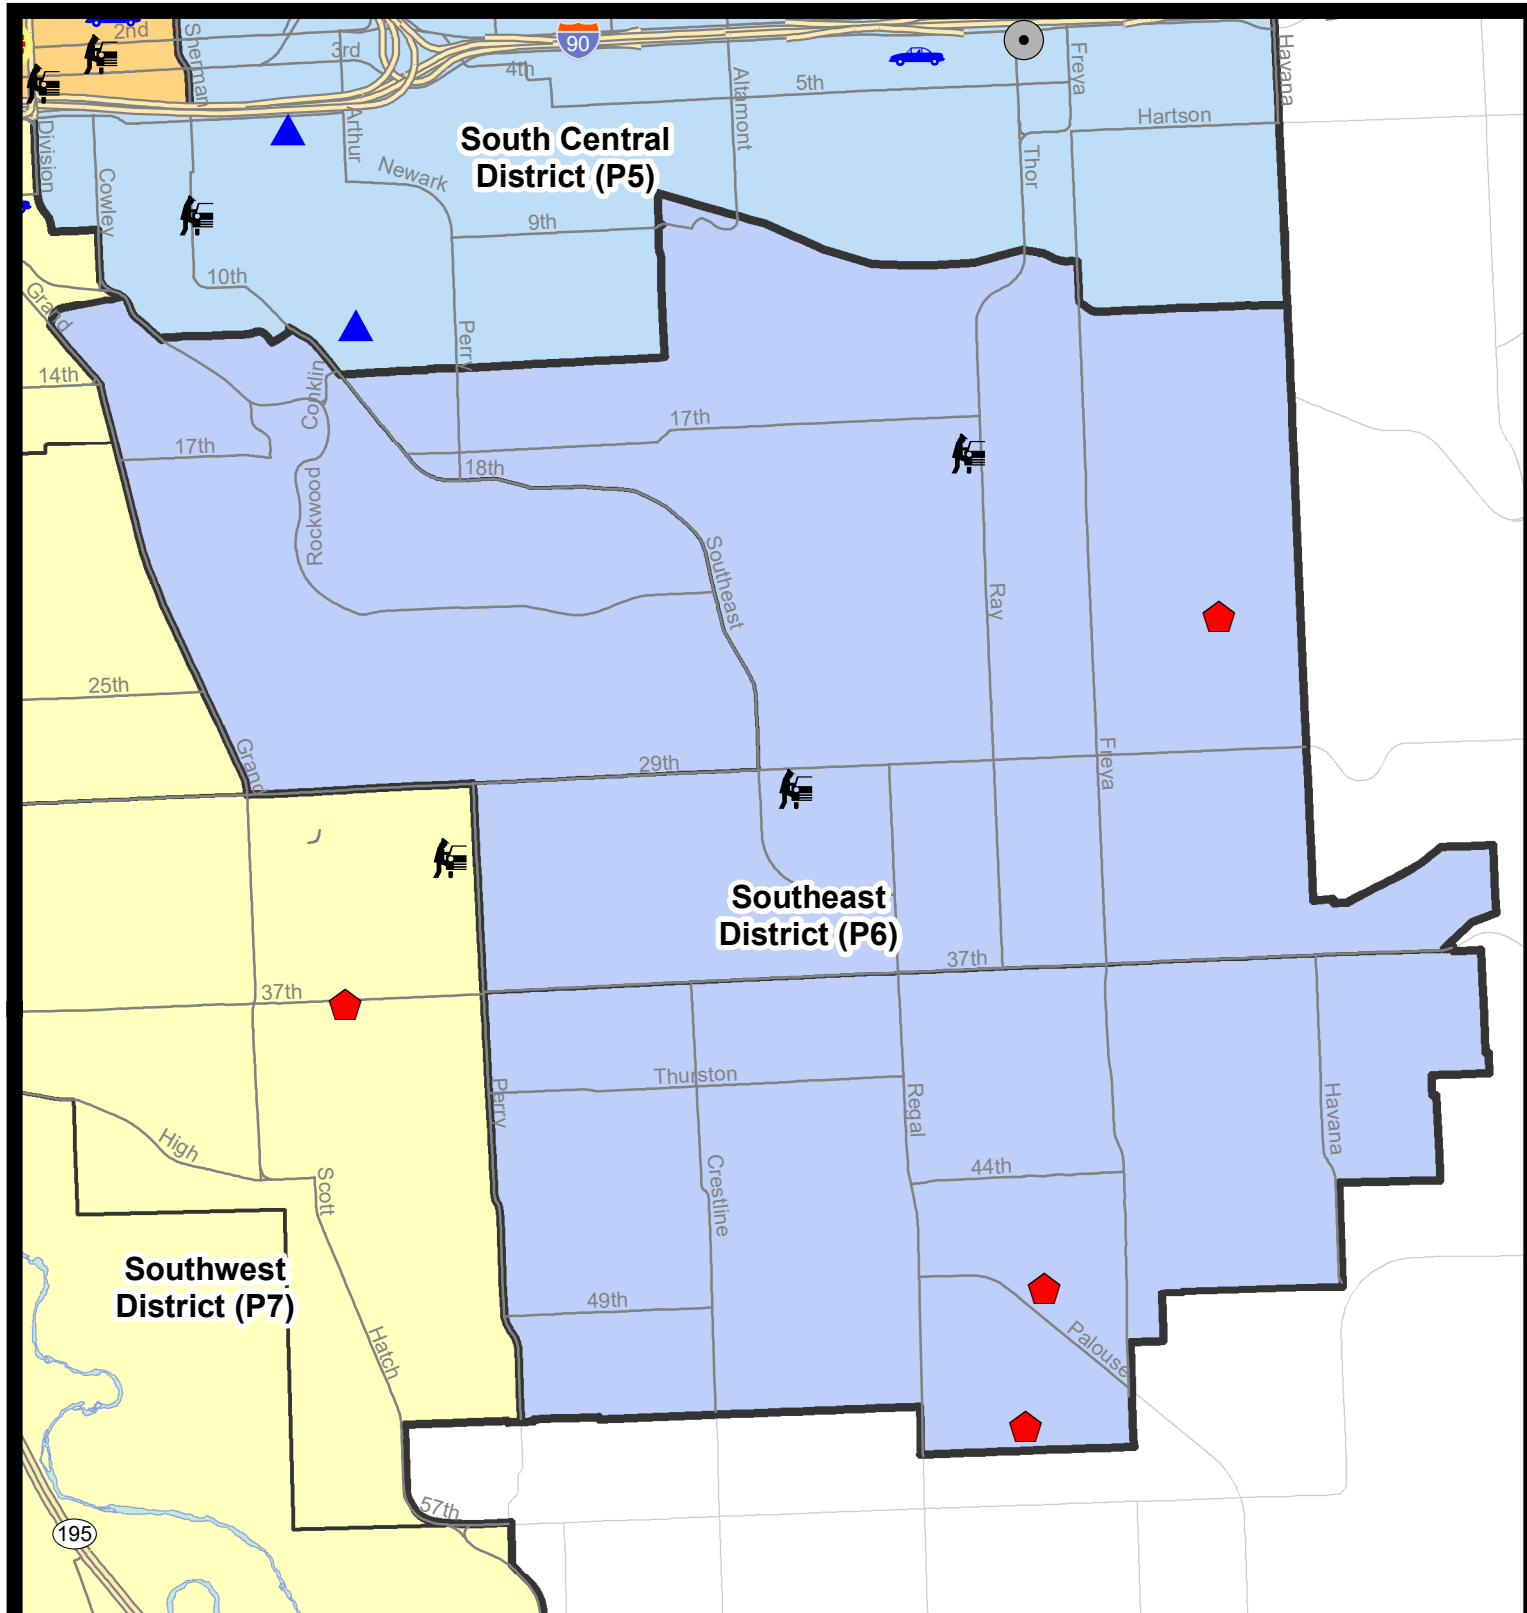 2nd
Sherman
3rd
90
4th
5th
Altamont
Freya
Havana
Hartson
Division
Arthur
South Central
District (P5)
Newark
Thor
Cowley
9th
10th
Grand
Perry
14th
Conklin
17th
17th
18th
Rockwood
Southeast
Ray
25th
Grand
29th
Freya
Southeast
District (P6)
37th
37th
Thurston
Perry
Regal
Havana
High
Scott
44th
Crestline
Southwest
District (P7)
49th
Hatch
Palouse
57th
195